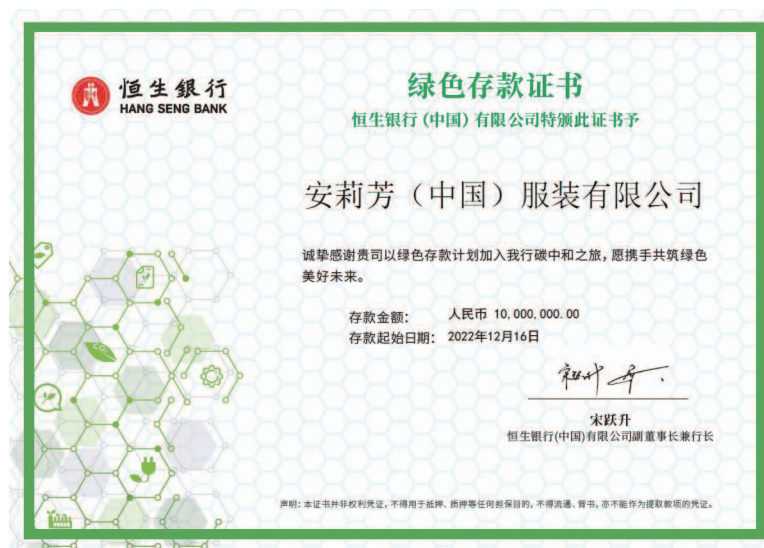 恒生銀行
HANG SENG BANK
绿色存款证书
恒生银行(中国)有限公司特颁此证书予
安莉芳（中国）服装有限公司
诚挚感谢贵司以绿色存款计划加入我行碳中和之旅，愿携手共筑绿色
美好未来。
存款金额： 人民币 10,000,000.00
存款起始日期： 2022年12月16日
宋跃升
恒生银行(中国)有限公司副董事长兼行长
声明：本证书并非权利凭证，不得用于抵押、质押等任何担保目的，不得流通、背书，亦不能作为提取款项的凭证。